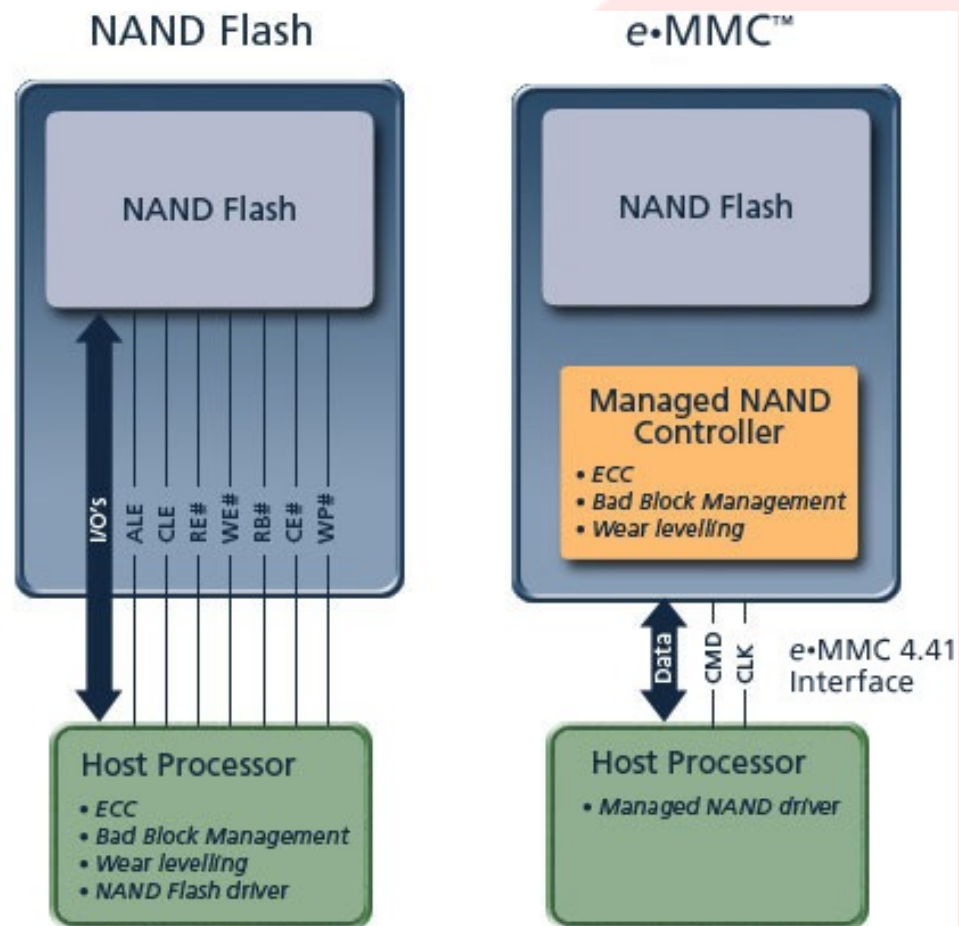 NAND Flash
NAND Flash
I/O's
ALE
CLE
RE#
WE#
RB#
CE#
WP#
Host Processor
• ECC
• Bad Block Management
• Wear levelling
• NAND Flash driver
e•MMC™
NAND Flash
Managed NAND
Controller
• ECC
• Bad Block Management
• Wear levelling
Data
CMD
CLK
e•MMC 4.41
Interface
Host Processor
• Managed NAND driver